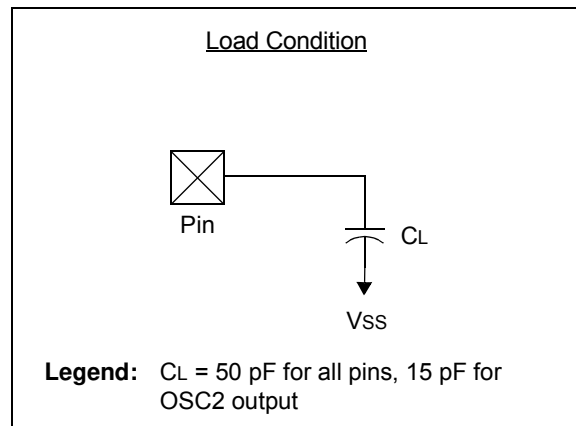 Load Condition
Pin
CL
VSS
Legend: CL = 50 pF for all pins, 15 pF for
OSC2 output